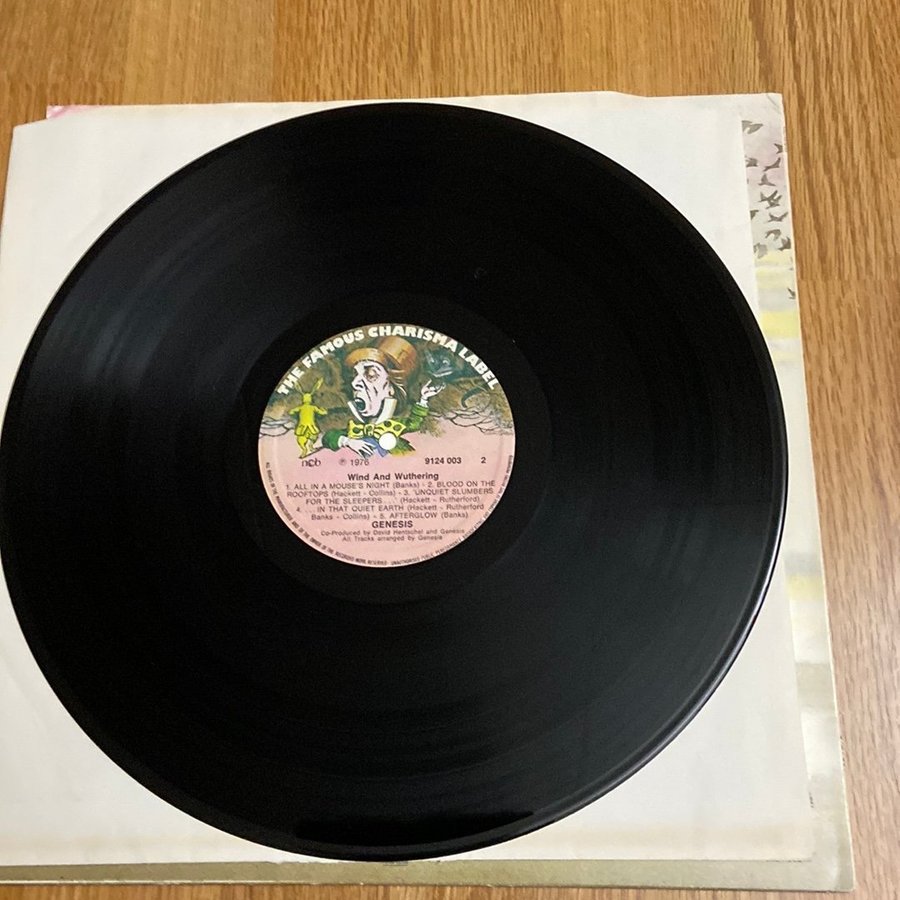 THE FAMOUS CHARISMA LABEL
ncb ℗ 1976 9124 003 2
Wind And Wuthering
1. ALL IN A MOUSE'S NIGHT (Banks) - 2. BLOOD ON THE
ROOFTOPS (Hackett - Collins) - 3. 'UNQUIET SLUMBERS
FOR THE SLEEPERS . . .' (Hackett - Rutherford)
4. . . . IN THAT QUIET EARTH (Hackett - Rutherford
Banks - Collins) - 5. AFTERGLOW (Banks)
GENESIS
Co-Produced by David Hentschel and Genesis
All Tracks arranged by Genesis